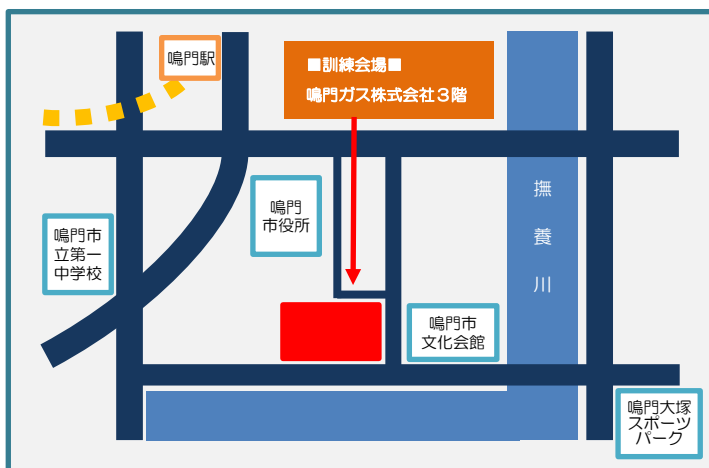 鳴門駅
■訓練会場■
鳴門ガス株式会社３階
鳴門
市役所
鳴門市
立第一
中学校
撫
養
川
鳴門市
文化会館
鳴門大塚
スポーツ
パーク